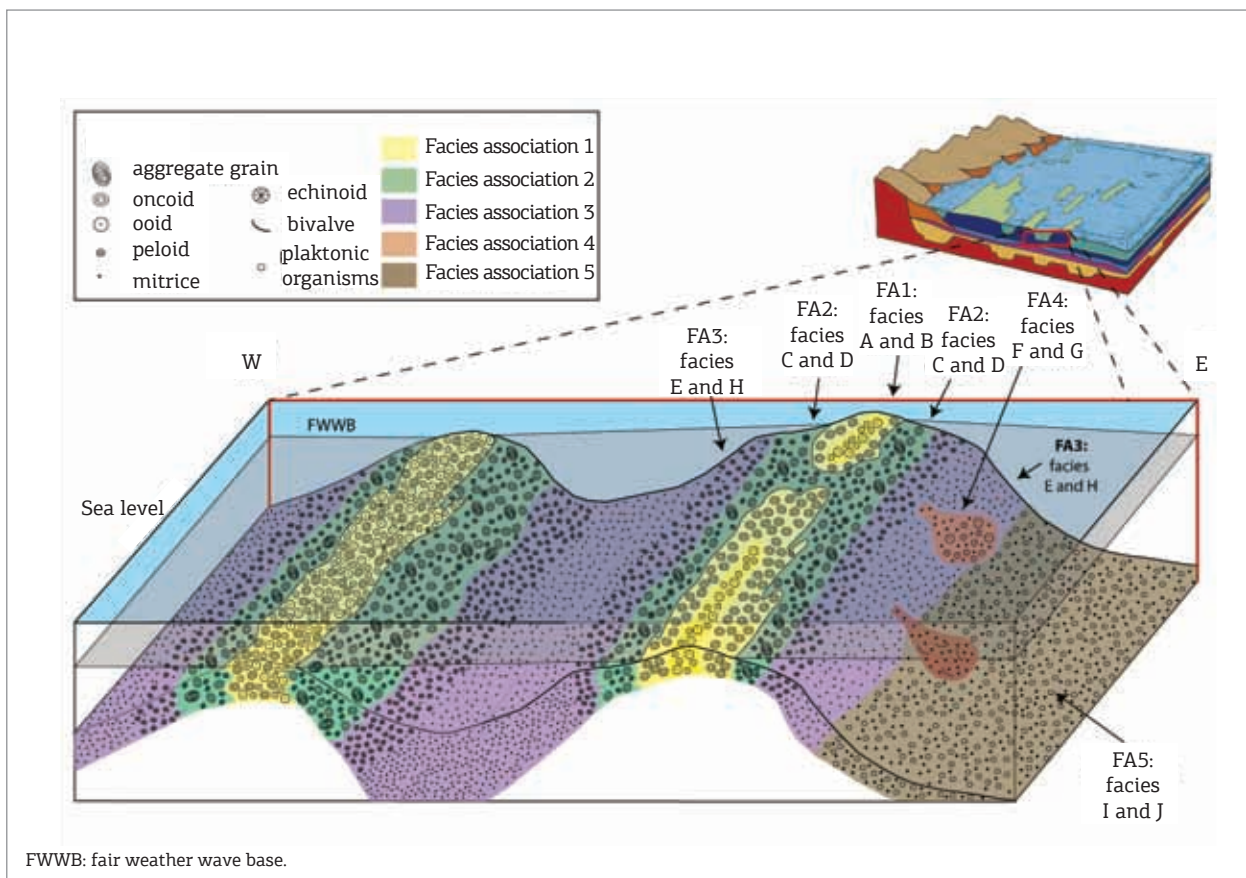 aggregate grain
oncoid
ooid
peloid
mitrice
echinoid
bivalve
plaktonic
organisms
Facies association 1
Facies association 2
Facies association 3
Facies association 4
Facies association 5
W
E
FA3:
facies
E and H
FA2:
facies
C and D
FA1:
facies
A and B
FA2:
facies
C and D
FA4:
facies
F and G
FWWB
FA3:
facies
E and H
Sea level
FA5:
facies
I and J
FWWB: fair weather wave base.